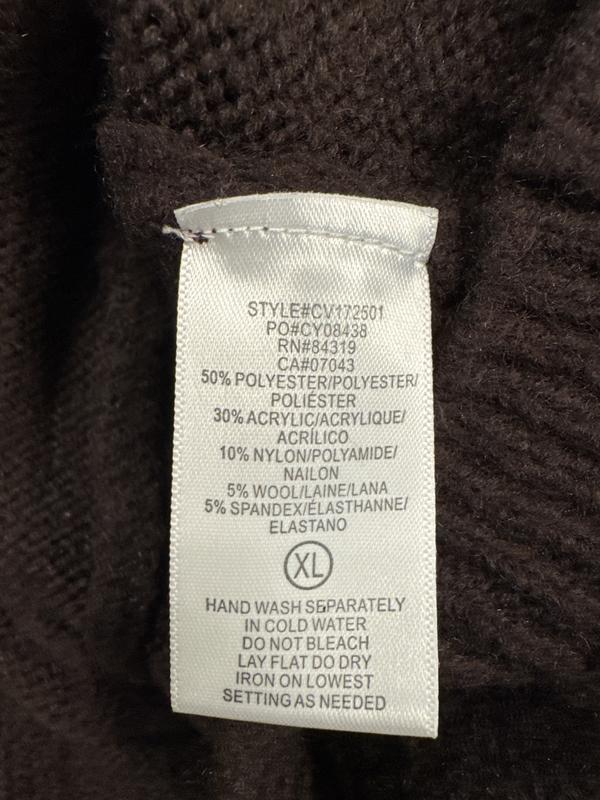 STYLE#CV172501
PO#CY08438
RN#84319
CA#07043
50% POLYESTER/POLYESTER/
POLIÉSTER
30% ACRYLIC/ACRYLIQUE/
ACRÍLICO
10% NYLON/POLYAMIDE/
NAILON
5% WOOL/LAINE/LANA
5% SPANDEX/ÉLASTHANNE/
ELASTANO
XL
HAND WASH SEPARATELY
IN COLD WATER
DO NOT BLEACH
LAY FLAT DO DRY
IRON ON LOWEST
SETTING AS NEEDED